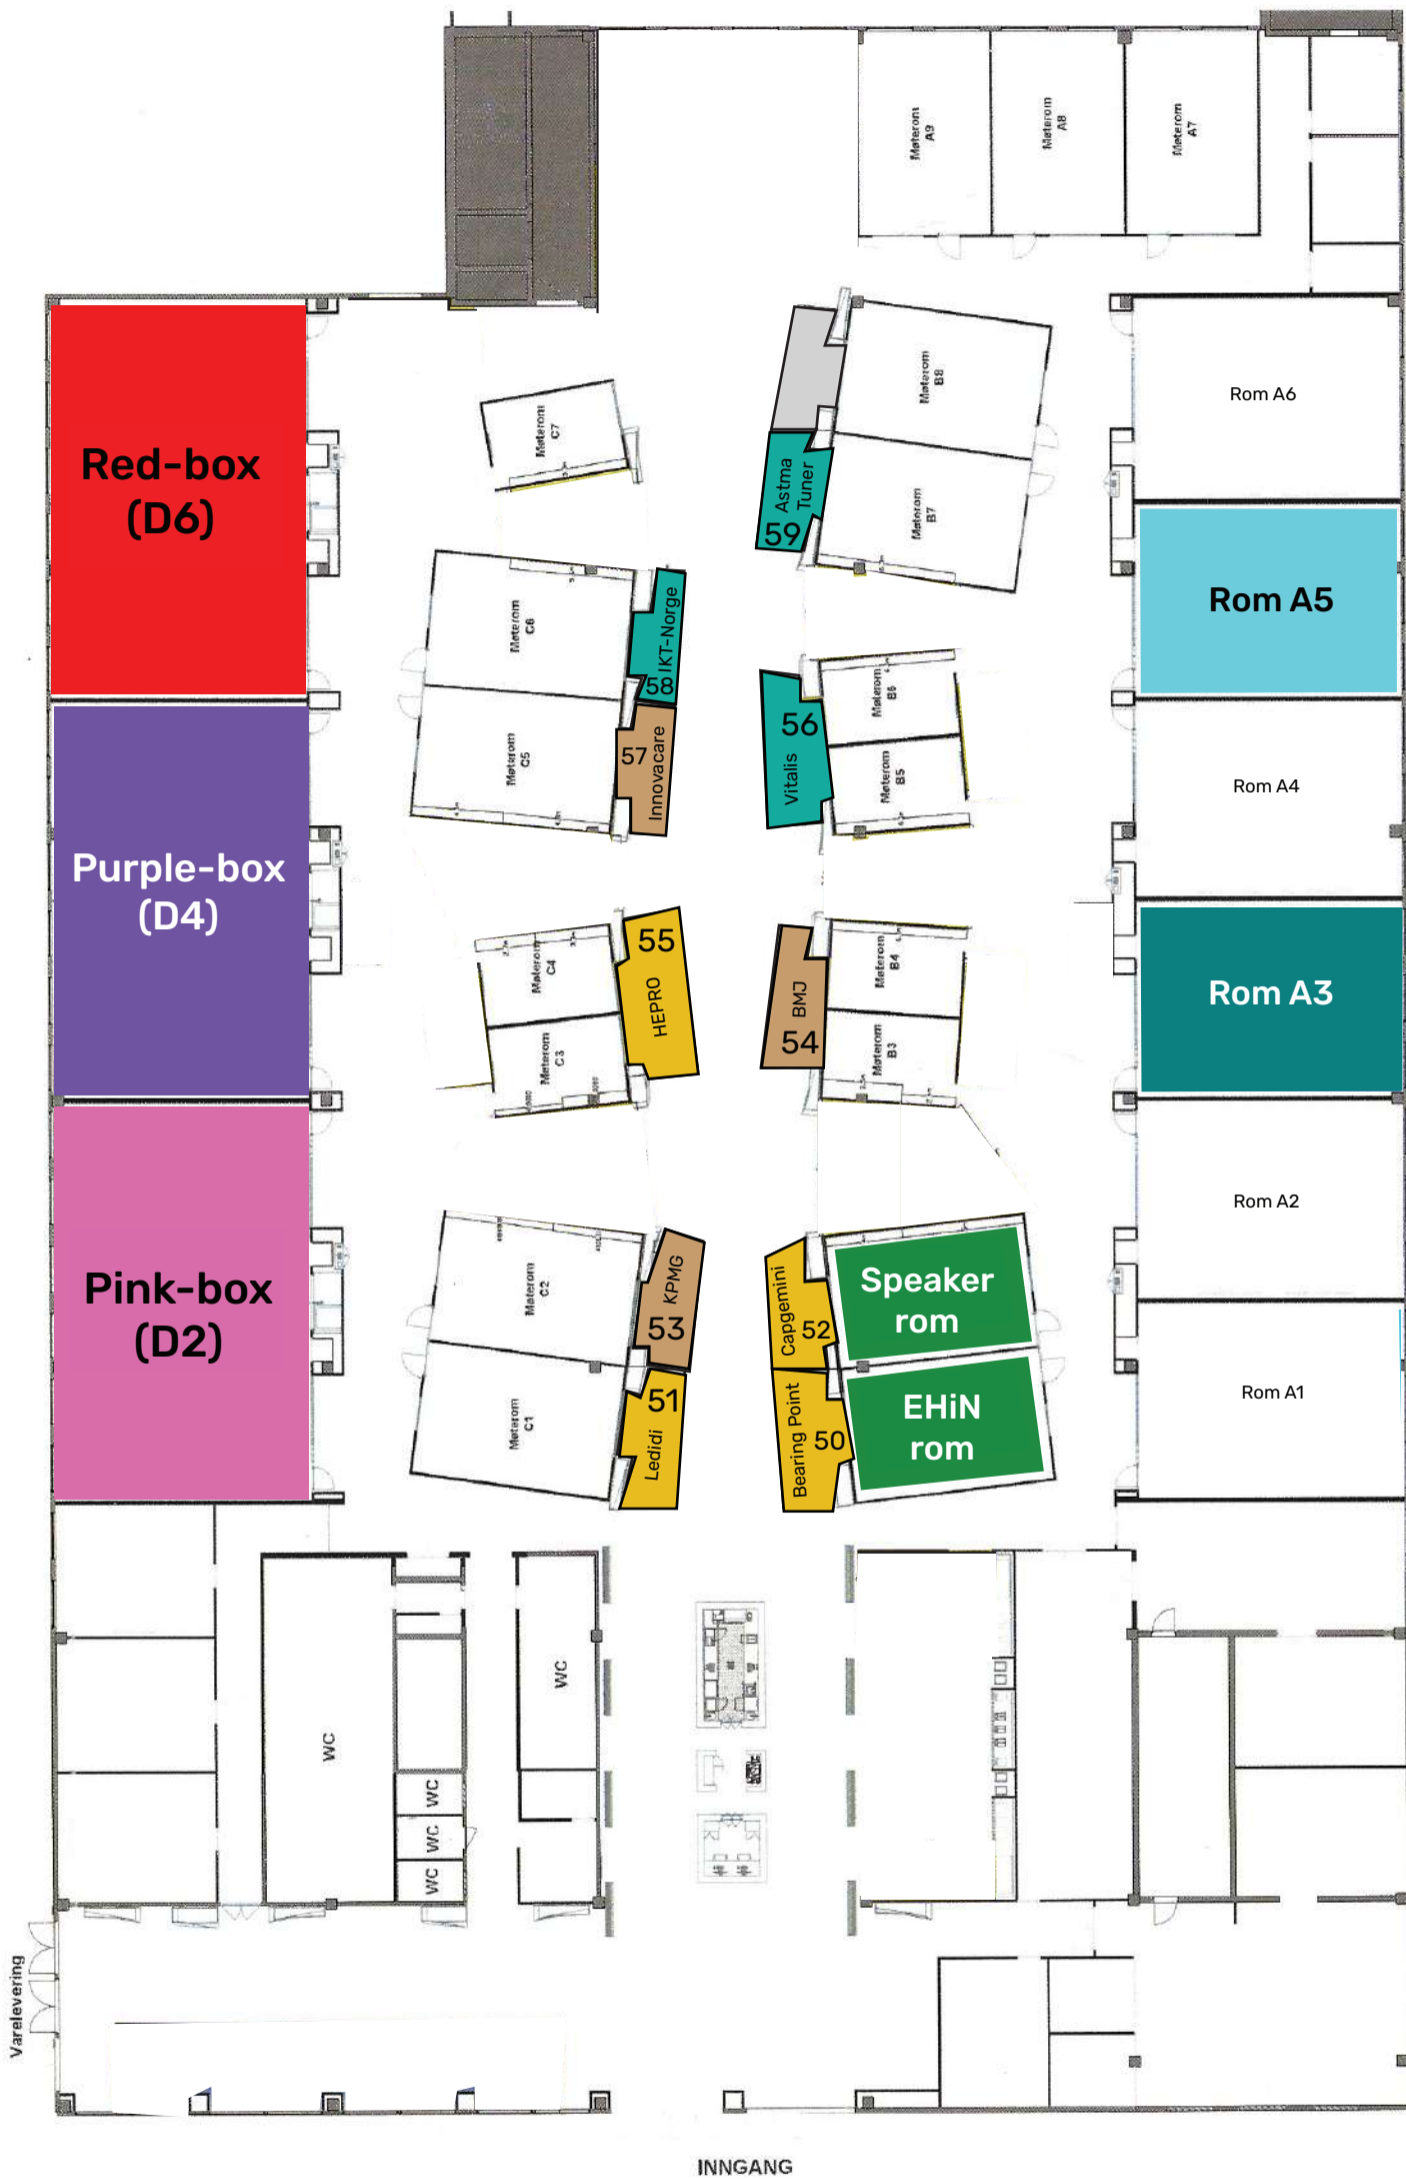 Møterom
A9
Møterom
A8
Møterom
A7
Red-box
(D6)
Møterom
C7
Møterom
B8
Rom A6
Astma
Tuner
59
Møterom
B7
Møterom
C6
58 IKT-Norge
Rom A5
Møterom
C5
57
Innovacare
56
Vitalis
Møterom
B6
Møterom
B5
Rom A4
Purple-box
(D4)
Møterom
C4
55
HEPRO
Møterom
C3
BMJ
54
Møterom
B4
Møterom
B3
Rom A3
Pink-box
(D2)
Møterom
C2
KPMG
53
Capgemini
52
Speaker
rom
Rom A2
Møterom
C1
51
Ledidi
Bearing Point
50
EHiN
rom
Rom A1
WC
WC
WC
WC
WC
Varelevering
INNGANG